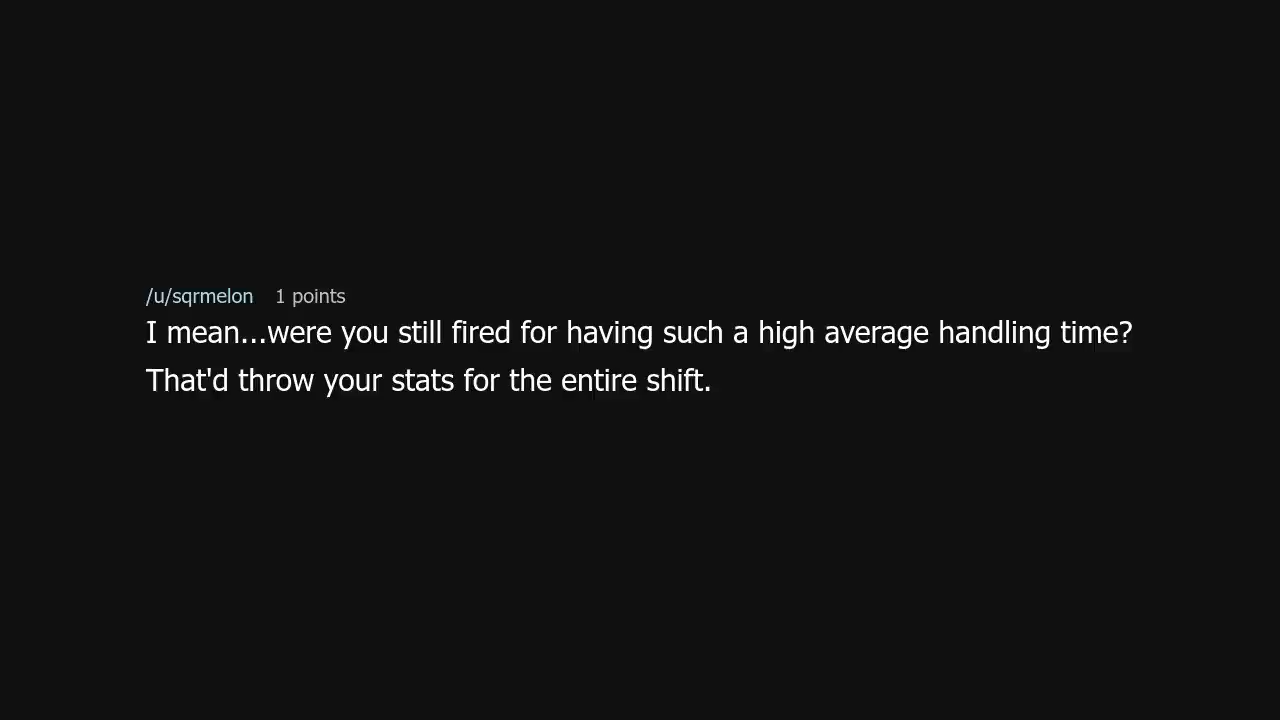 /u/sqrmelon 1 points
I mean...were you still fired for having such a high average handling time?
That'd throw your stats for the entire shift.